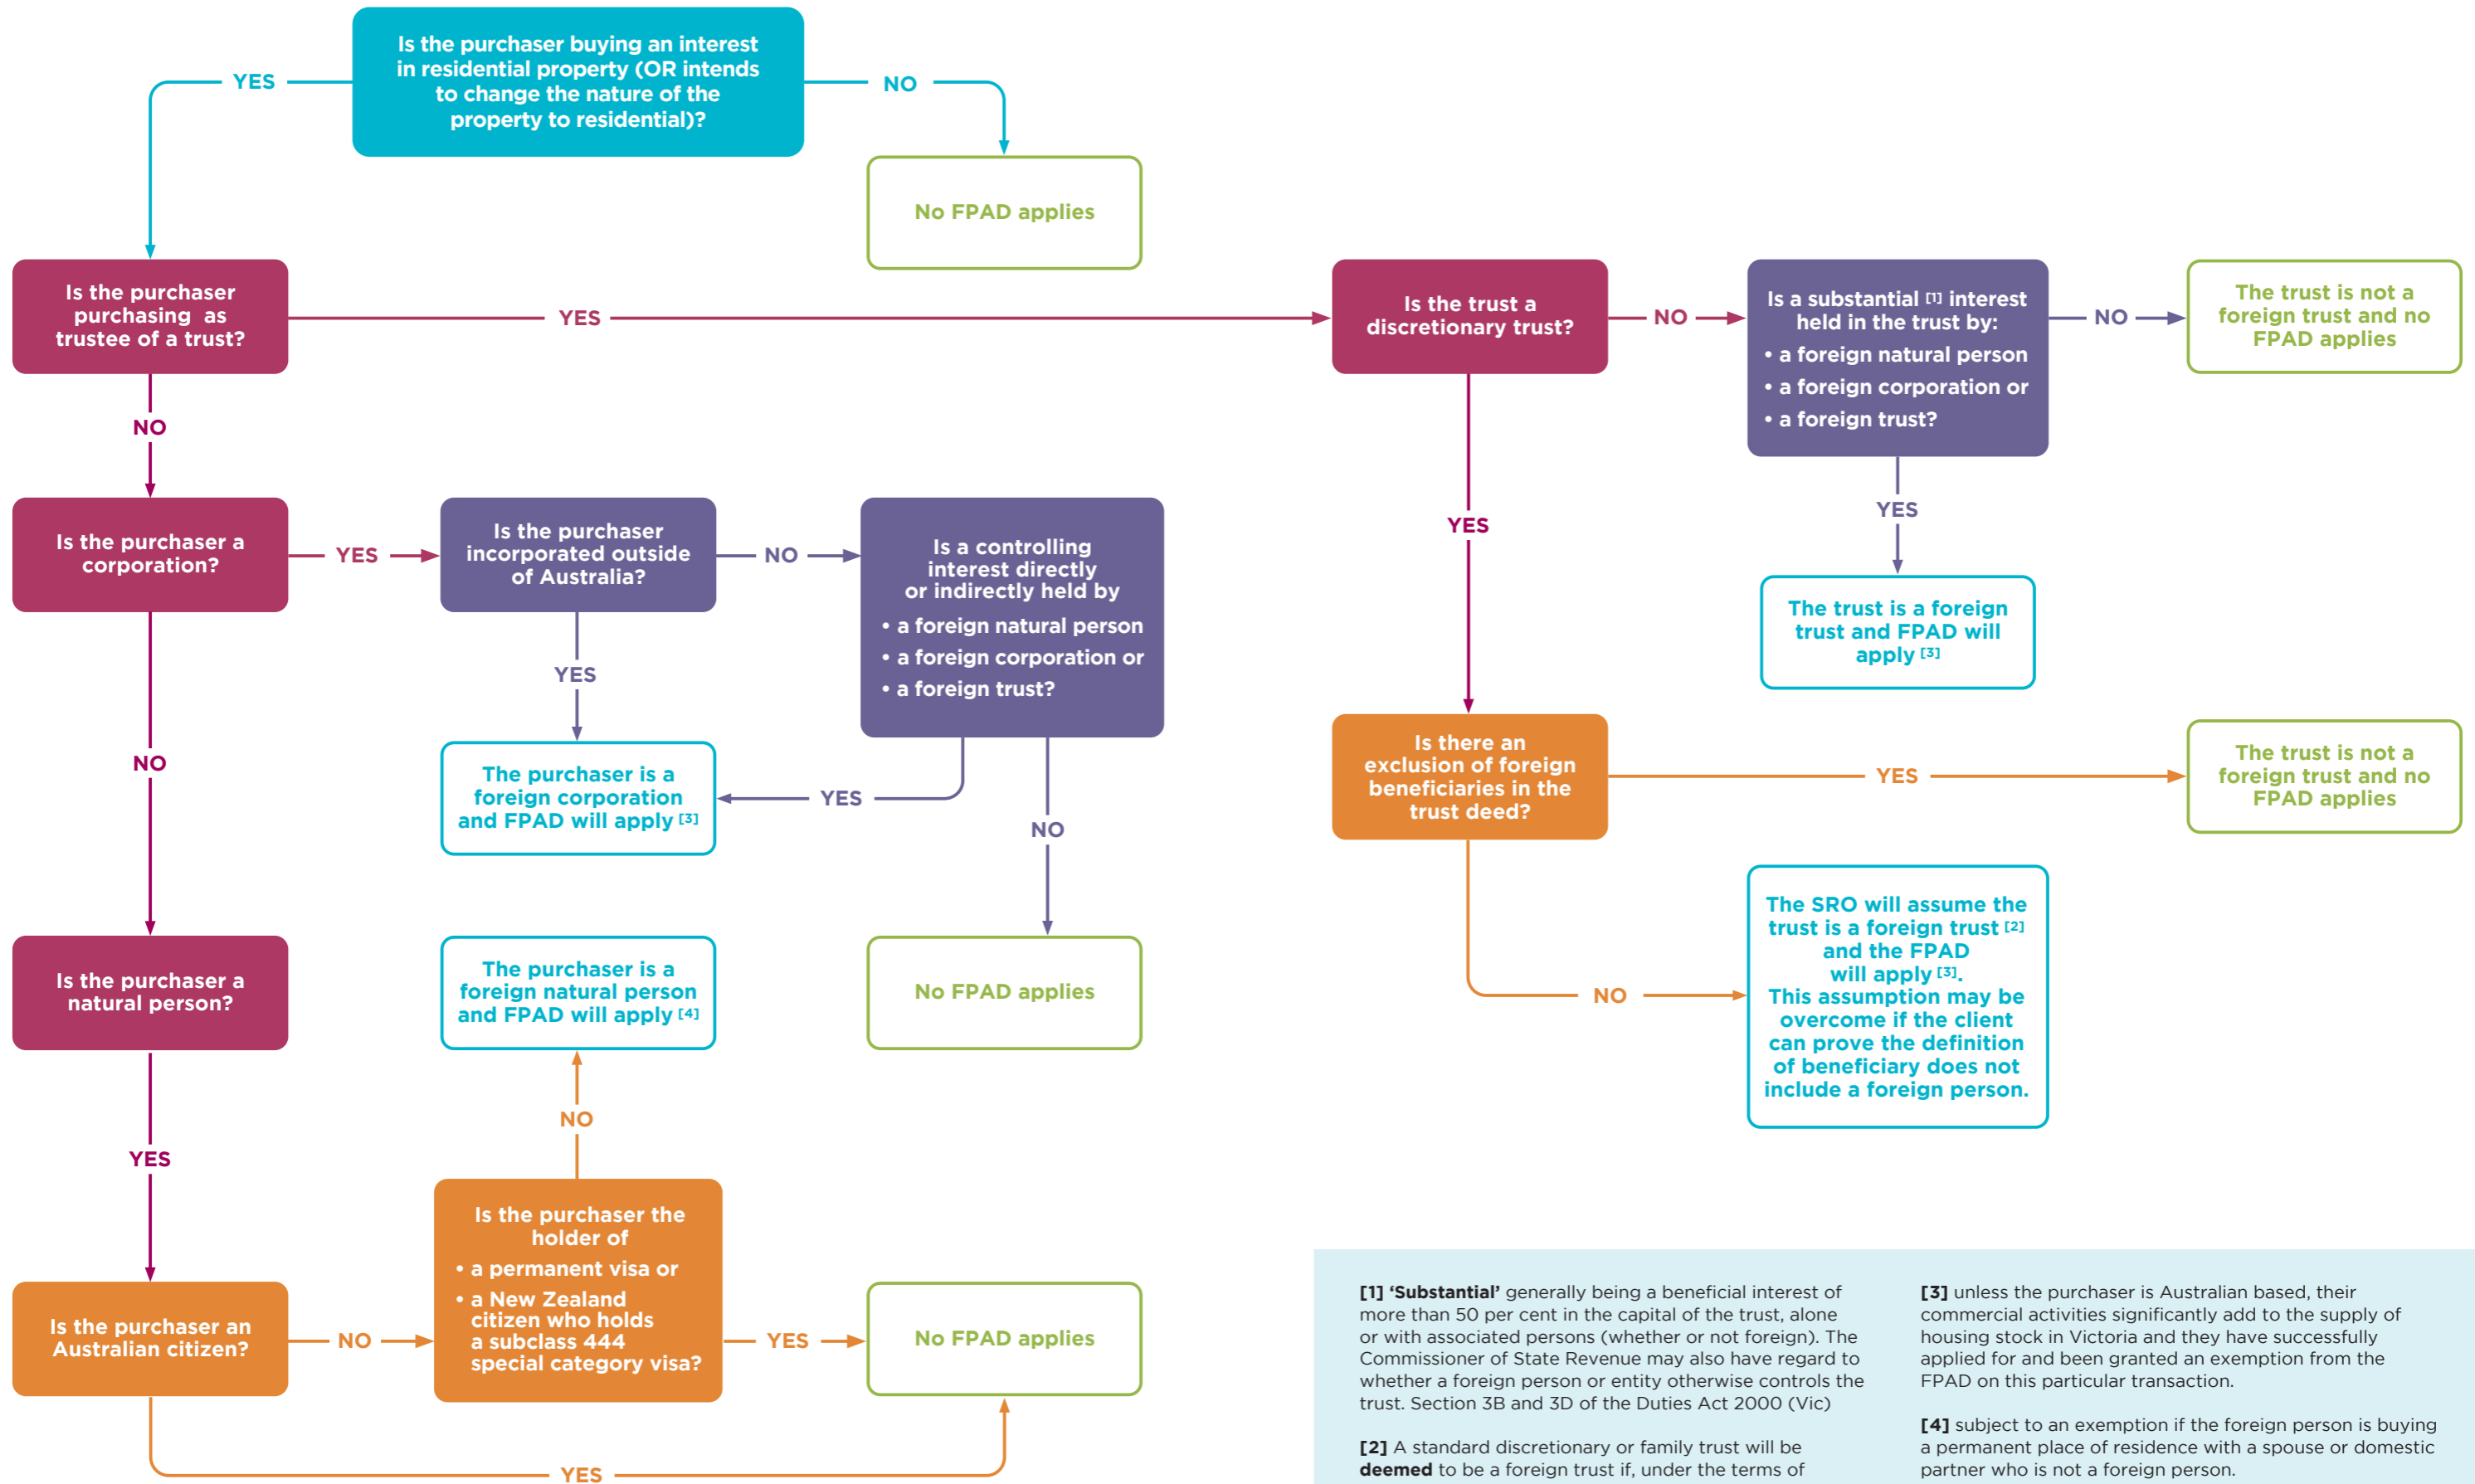 Is the purchaser buying an interest
in residential property (OR intends
to change the nature of the
property to residential)?
YES
NO
No FPAD applies
Is the purchaser
purchasing as
trustee of a trust?
YES
Is the trust a
discretionary trust?
NO
Is a substantial [1] interest
held in the trust by:
• a foreign natural person
• a foreign corporation or
• a foreign trust?
NO
The trust is not a
foreign trust and no
FPAD applies
NO
YES
YES
The trust is a foreign
trust and FPAD will
apply [3]
Is the purchaser a
corporation?
YES
Is the purchaser
incorporated outside
of Australia?
NO
Is a controlling
interest directly
or indirectly held by
• a foreign natural person
• a foreign corporation or
• a foreign trust?
YES
The purchaser is a
foreign corporation
and FPAD will apply [3]
YES
NO
No FPAD applies
Is there an
exclusion of foreign
beneficiaries in the
trust deed?
YES
The trust is not a
foreign trust and no
FPAD applies
NO
The SRO will assume the
trust is a foreign trust [2]
and the FPAD
will apply [3].
This assumption may be
overcome if the client
can prove the definition
of beneficiary does not
include a foreign person.
NO
Is the purchaser a
natural person?
The purchaser is a
foreign natural person
and FPAD will apply [4]
NO
YES
Is the purchaser an
Australian citizen?
NO
Is the purchaser the
holder of
• a permanent visa or
• a New Zealand
citizen who holds
a subclass 444
special category visa?
YES
No FPAD applies
YES
[1] ‘Substantial’ generally being a beneficial interest of
more than 50 per cent in the capital of the trust, alone
or with associated persons (whether or not foreign). The
Commissioner of State Revenue may also have regard to
whether a foreign person or entity otherwise controls the
trust. Section 3B and 3D of the Duties Act 2000 (Vic)
[2] A standard discretionary or family trust will be
deemed to be a foreign trust if, under the terms of
[3] unless the purchaser is Australian based, their
commercial activities significantly add to the supply of
housing stock in Victoria and they have successfully
applied for and been granted an exemption from the
FPAD on this particular transaction.
[4] subject to an exemption if the foreign person is buying
a permanent place of residence with a spouse or domestic
partner who is not a foreign person.